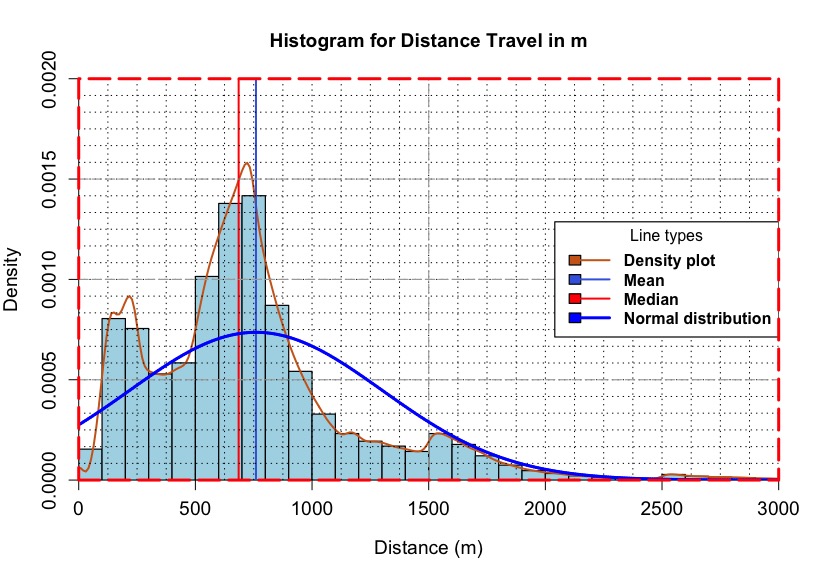 Histogram for Distance Travel in m
Density
0.0020
0.0015
0.0010
0.0005
0.0000
Line types
Density plot
Mean
Median
Normal distribution
0 500 1000 1500 2000 2500 3000
Distance (m)